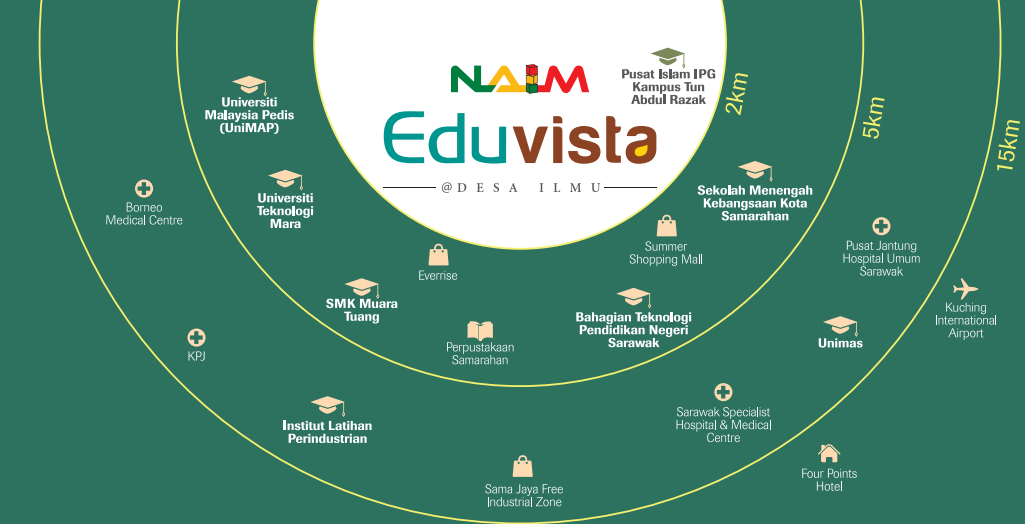 NAIM
Eduvista
@DESA ILMU
Pusat Islam IPG
Kampus Tun
Abdul Razak
2km
5km
15km
Universiti
Malaysia Pedis
(UniMAP)
Universiti
Teknologi
Mara
Borneo
Medical Centre
Sekolah Menengah
Kebangsaan Kota
Samarahan
Summer
Shopping Mall
Pusat Jantung
Hospital Umum
Sarawak
Everrise
SMK Muara
Tuang
Bahagian Teknologi
Pendidikan Negeri
Sarawak
Kuching
International
Airport
KPJ
Perpustakaan
Samarahan
Unimas
Institut Latihan
Perindustrian
Sarawak Specialist
Hospital & Medical
Centre
Four Points
Hotel
Sama Jaya Free
Industrial Zone